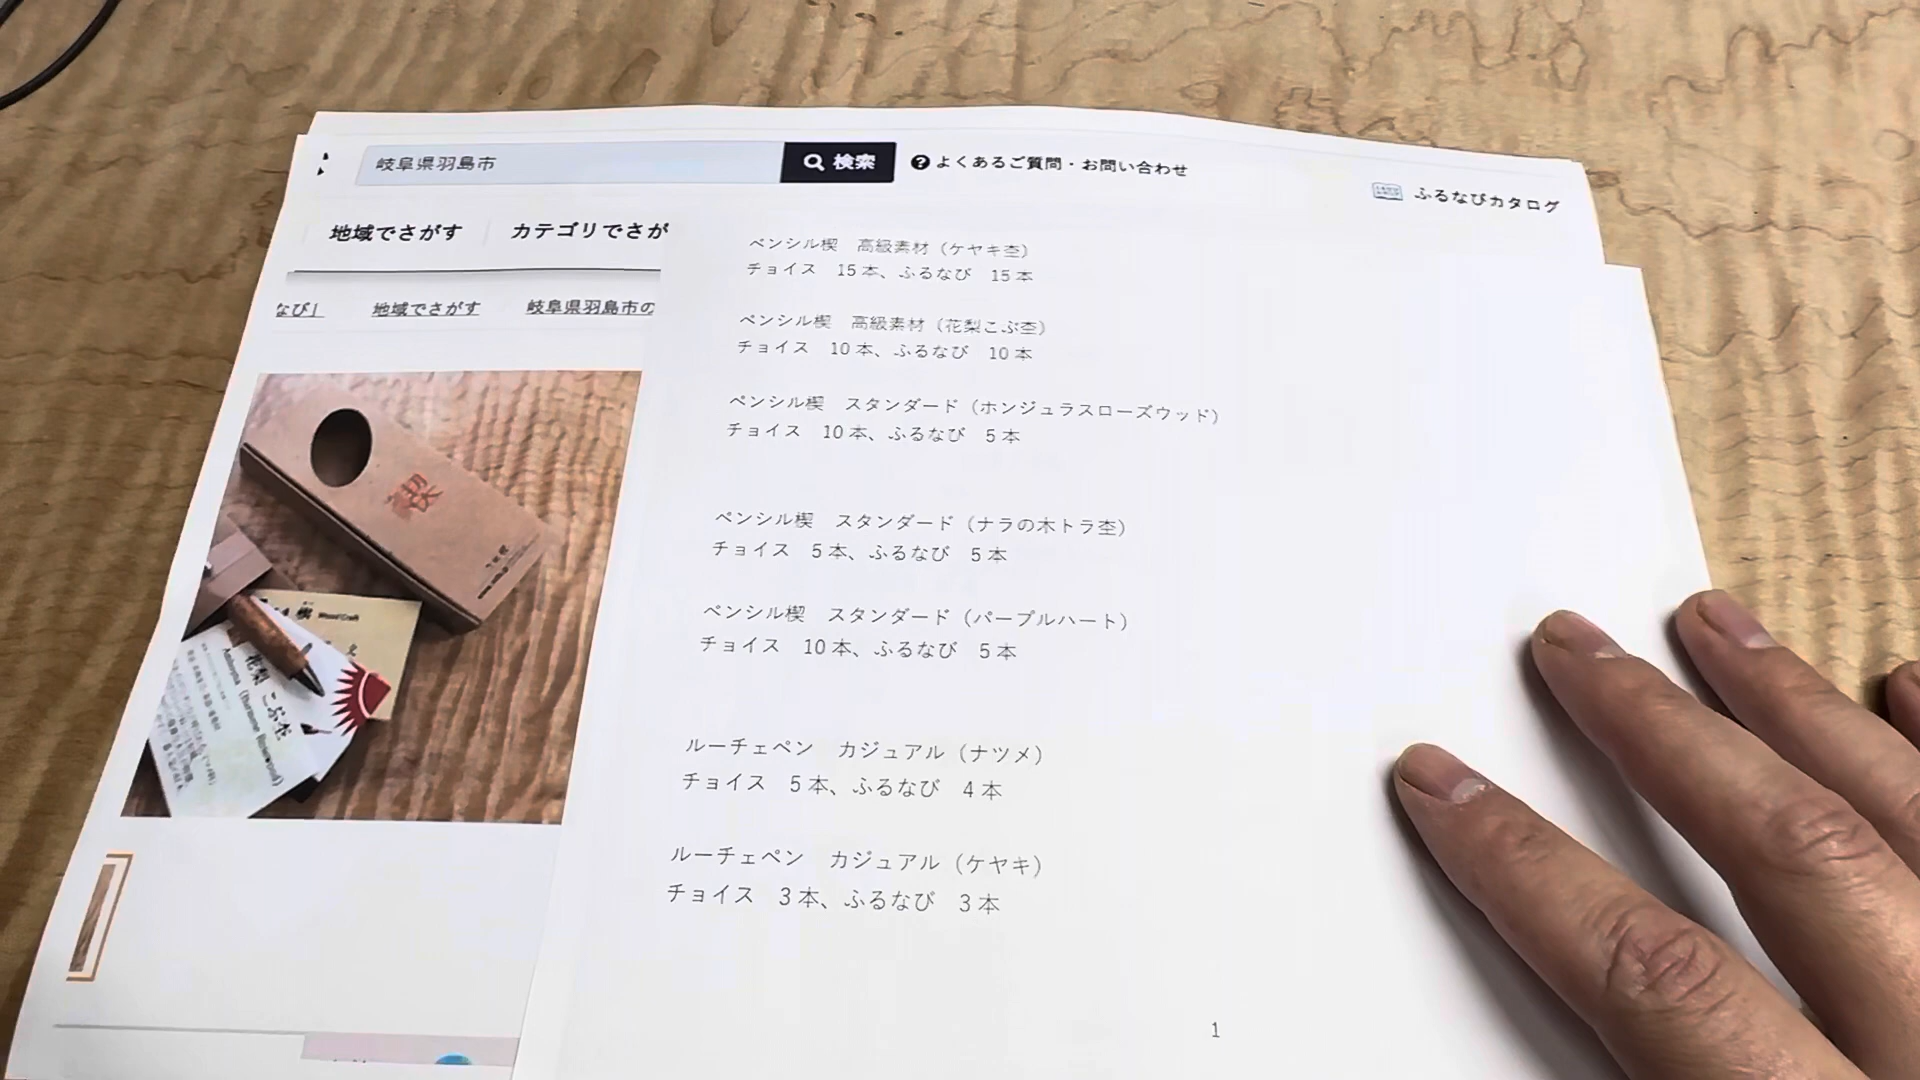 岐阜県羽島市
検索
よくあるご質問・お問い合わせ
ふるなびカタログ
地域でさがす
カテゴリでさが
なび」
地域でさがす
岐阜県羽島市の
ペンシル楔　高級素材（ケヤキ杢）
チョイス　15本、ふるなび　15本
ペンシル楔　高級素材（花梨こぶ杢）
チョイス　10本、ふるなび　10本
ペンシル楔　スタンダード（ホンジュラスローズウッド）
チョイス　10本、ふるなび　5本
ペンシル楔　スタンダード（ナラの木トラ杢）
チョイス　5本、ふるなび　5本
ペンシル楔　スタンダード（パープルハート）
チョイス　10本、ふるなび　5本
ルーチェペン　カジュアル（ナツメ）
チョイス　5本、ふるなび　4本
ルーチェペン　カジュアル（ケヤキ）
チョイス　3本、ふるなび　3本
楔
楔 Wood Craft
花梨 こぶ杢
1